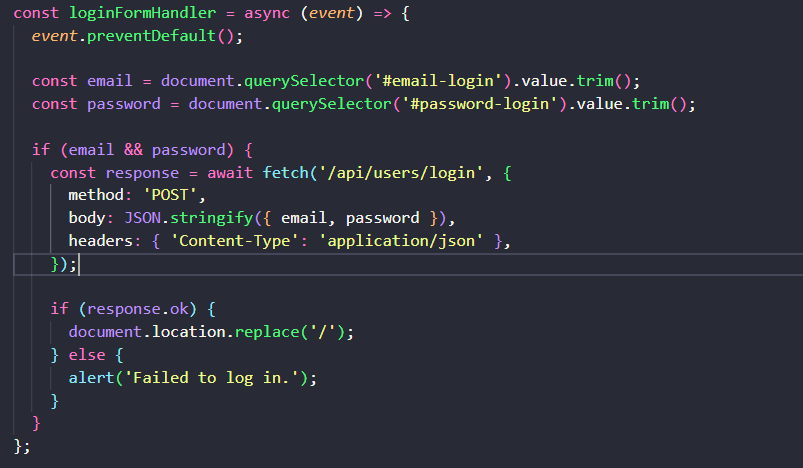 const loginFormHandler = async (event) => {
  event.preventDefault();

  const email = document.querySelector('#email-login').value.trim();
  const password = document.querySelector('#password-login').value.trim();

  if (email && password) {
    const response = await fetch('/api/users/login', {
      method: 'POST',
      body: JSON.stringify({ email, password }),
      headers: { 'Content-Type': 'application/json' },
    });

    if (response.ok) {
      document.location.replace('/');
    } else {
      alert('Failed to log in.');
    }
  }
};